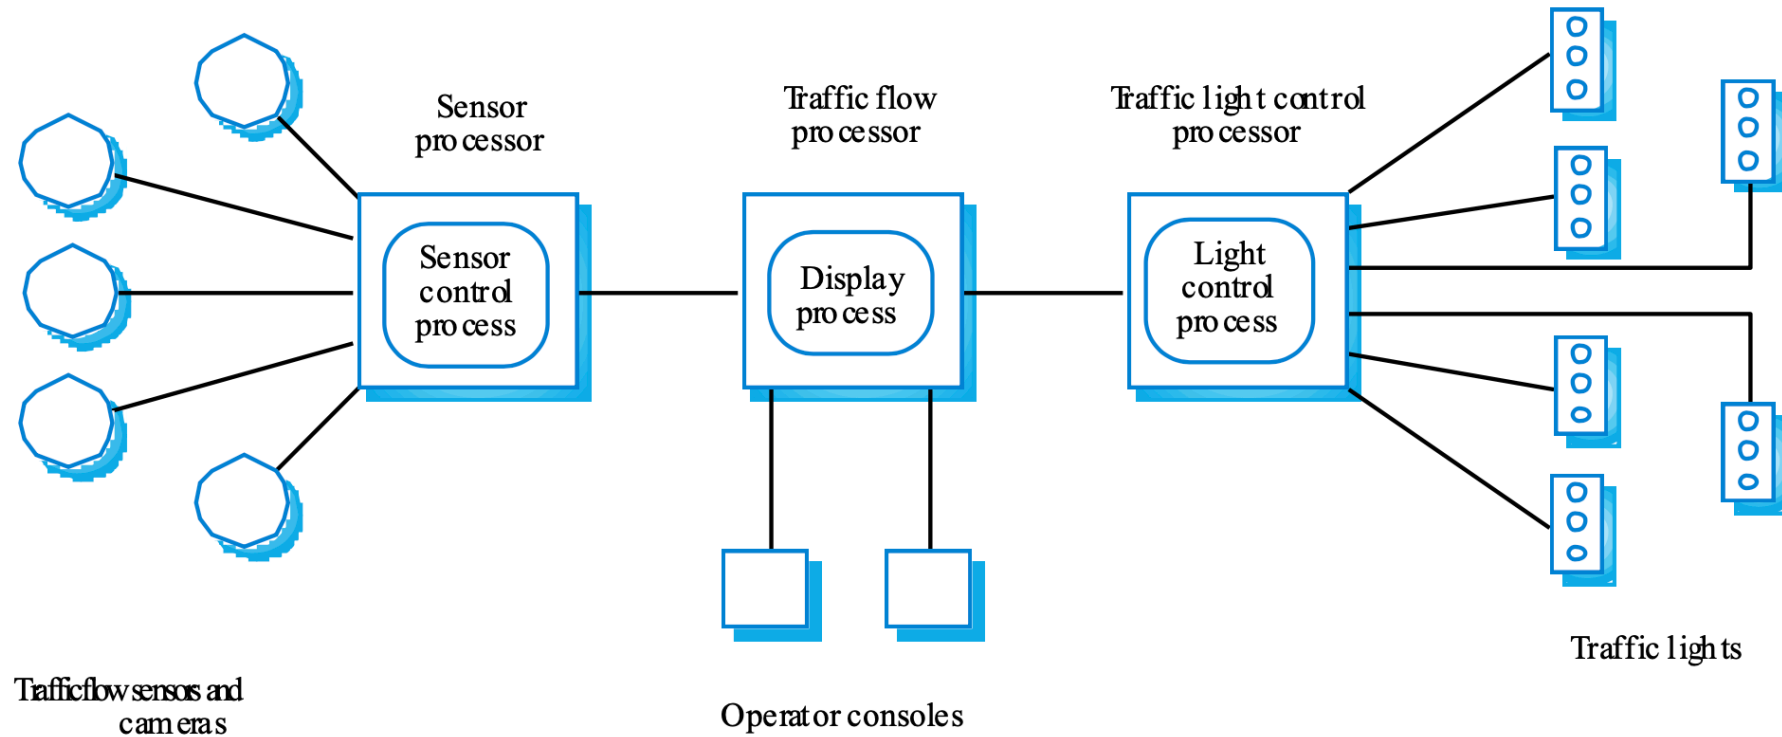 Sensor
processor
Traffic flow
processor
Traffic light control
processor
Sensor
control
process
Display
process
Light
control
process
Traffic flow sensors and
cameras
Operator consoles
Traffic lights